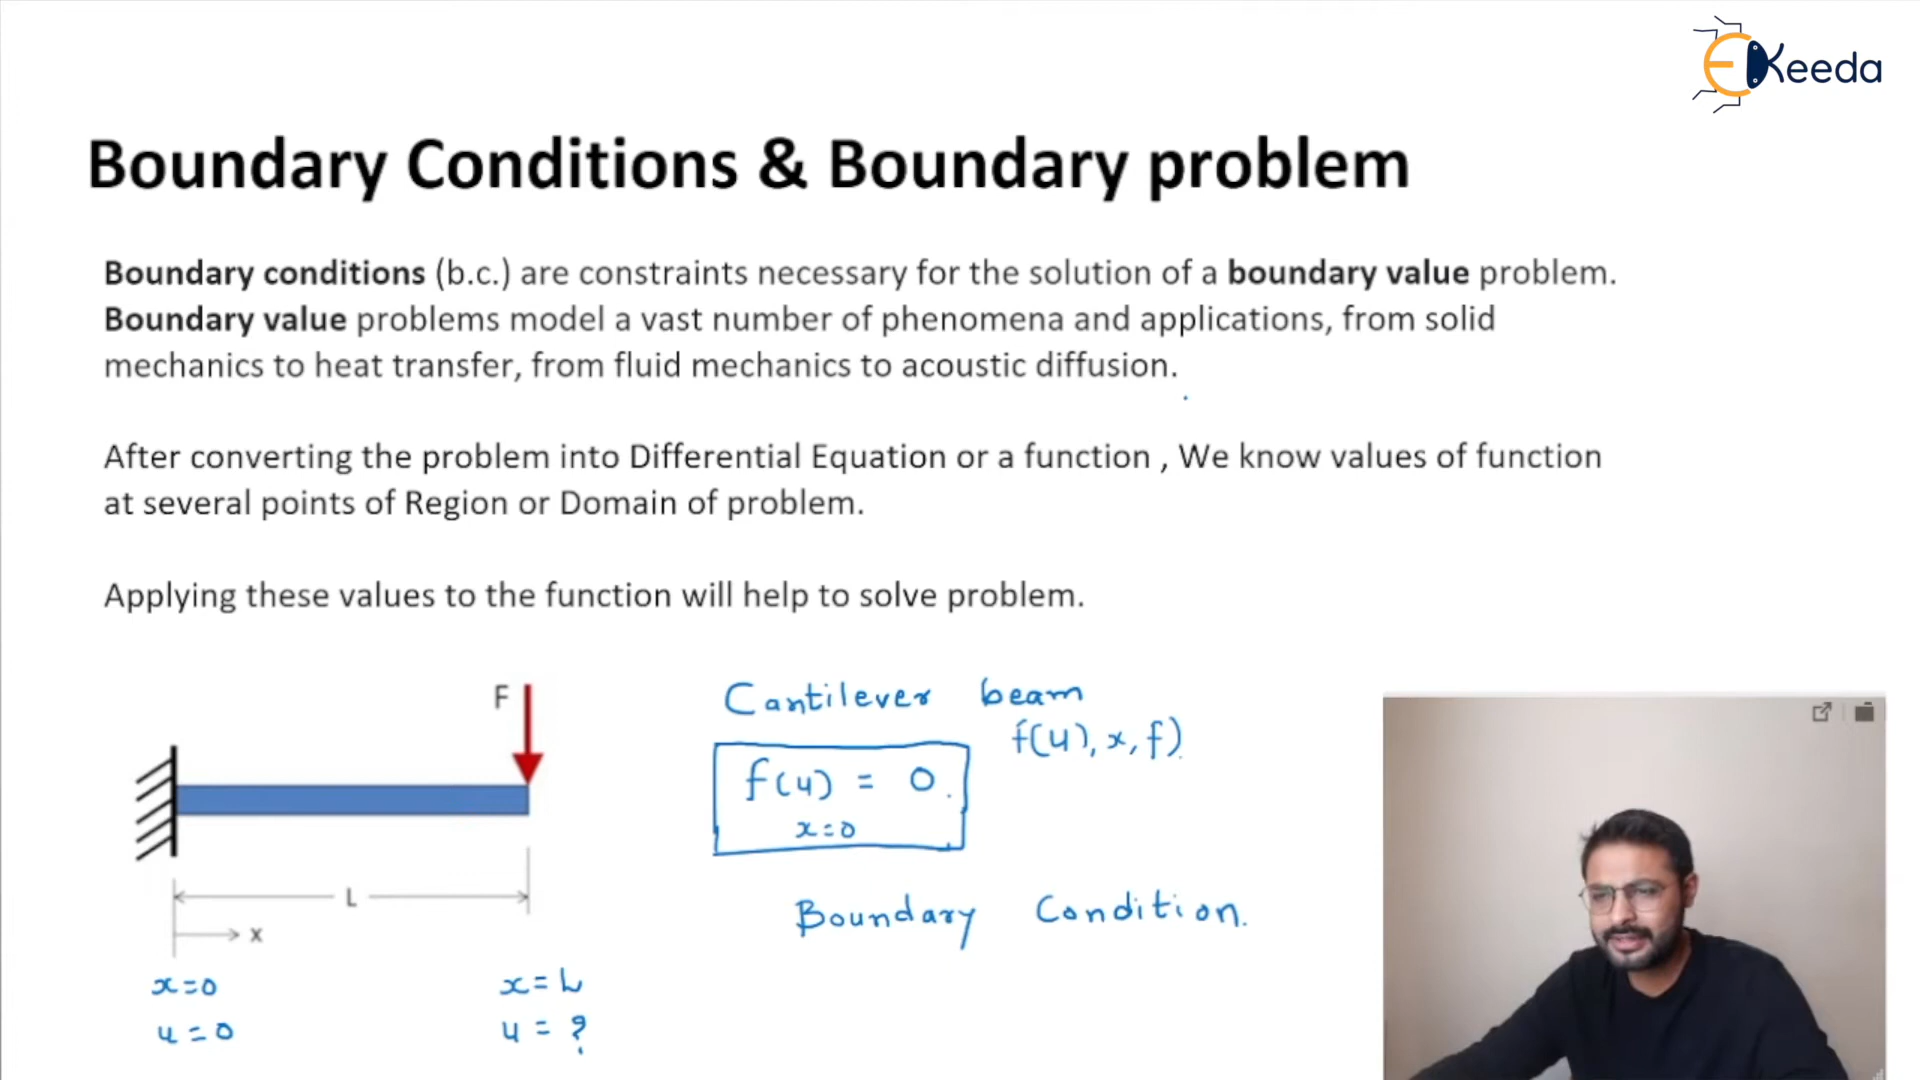 EKeeda
Boundary Conditions & Boundary problem
Boundary conditions (b.c.) are constraints necessary for the solution of a boundary value problem.
Boundary value problems model a vast number of phenomena and applications, from solid
mechanics to heat transfer, from fluid mechanics to acoustic diffusion.
After converting the problem into Differential Equation or a function , We know values of function
at several points of Region or Domain of problem.
Applying these values to the function will help to solve problem.
F
L
x
x=0
u=0
x=L
u=?
Cantilever beam
f(u), x, f)
f(u) = 0.
x=0
Boundary Condition.